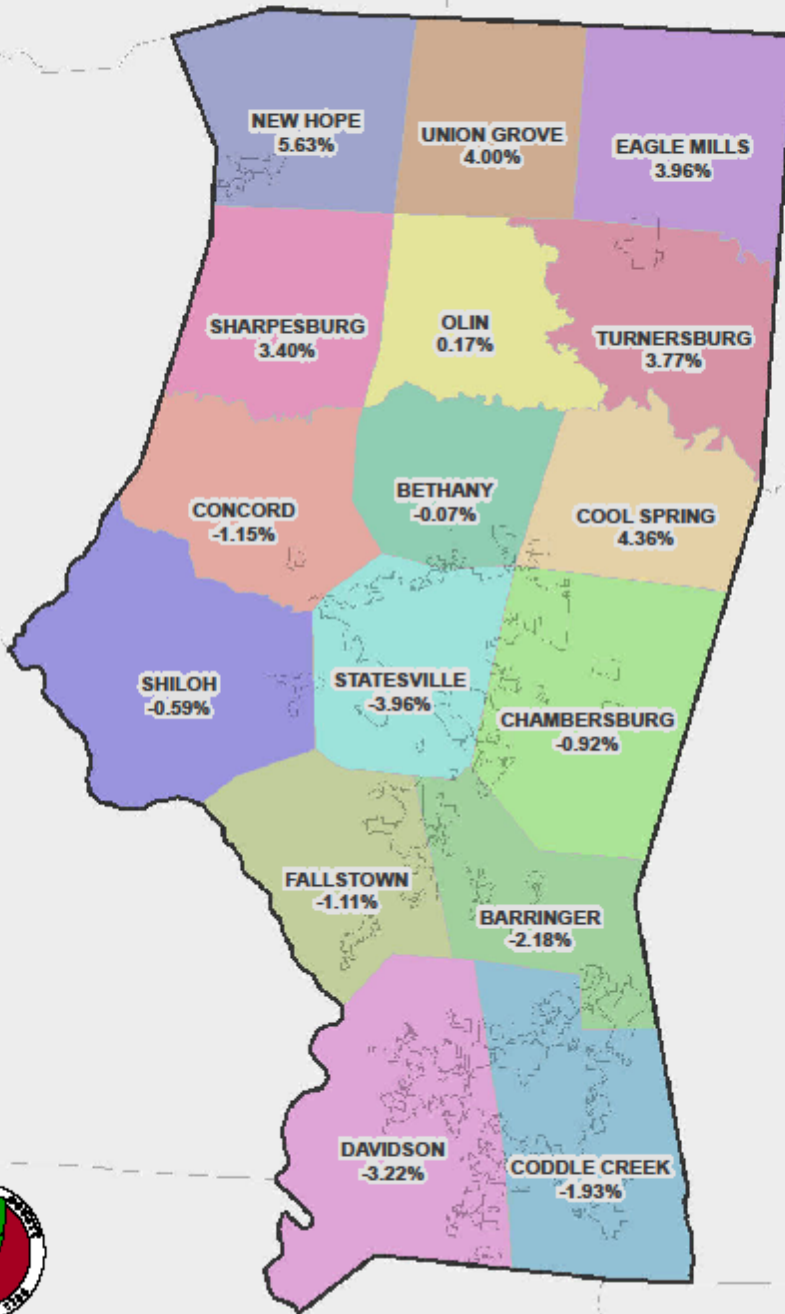 NEW HOPE
5.63%
UNION GROVE
4.00%
EAGLE MILLS
3.96%
SHARPESBURG
3.40%
OLIN
0.17%
TURNERSBURG
3.77%
CONCORD
-1.15%
BETHANY
-0.07%
COOL SPRING
4.36%
SHILOH
-0.59%
STATESVILLE
-3.96%
CHAMBERSBURG
-0.92%
FALLSTOWN
-1.11%
BARRINGER
-2.18%
DAVIDSON
-3.22%
CODDLE CREEK
-1.93%